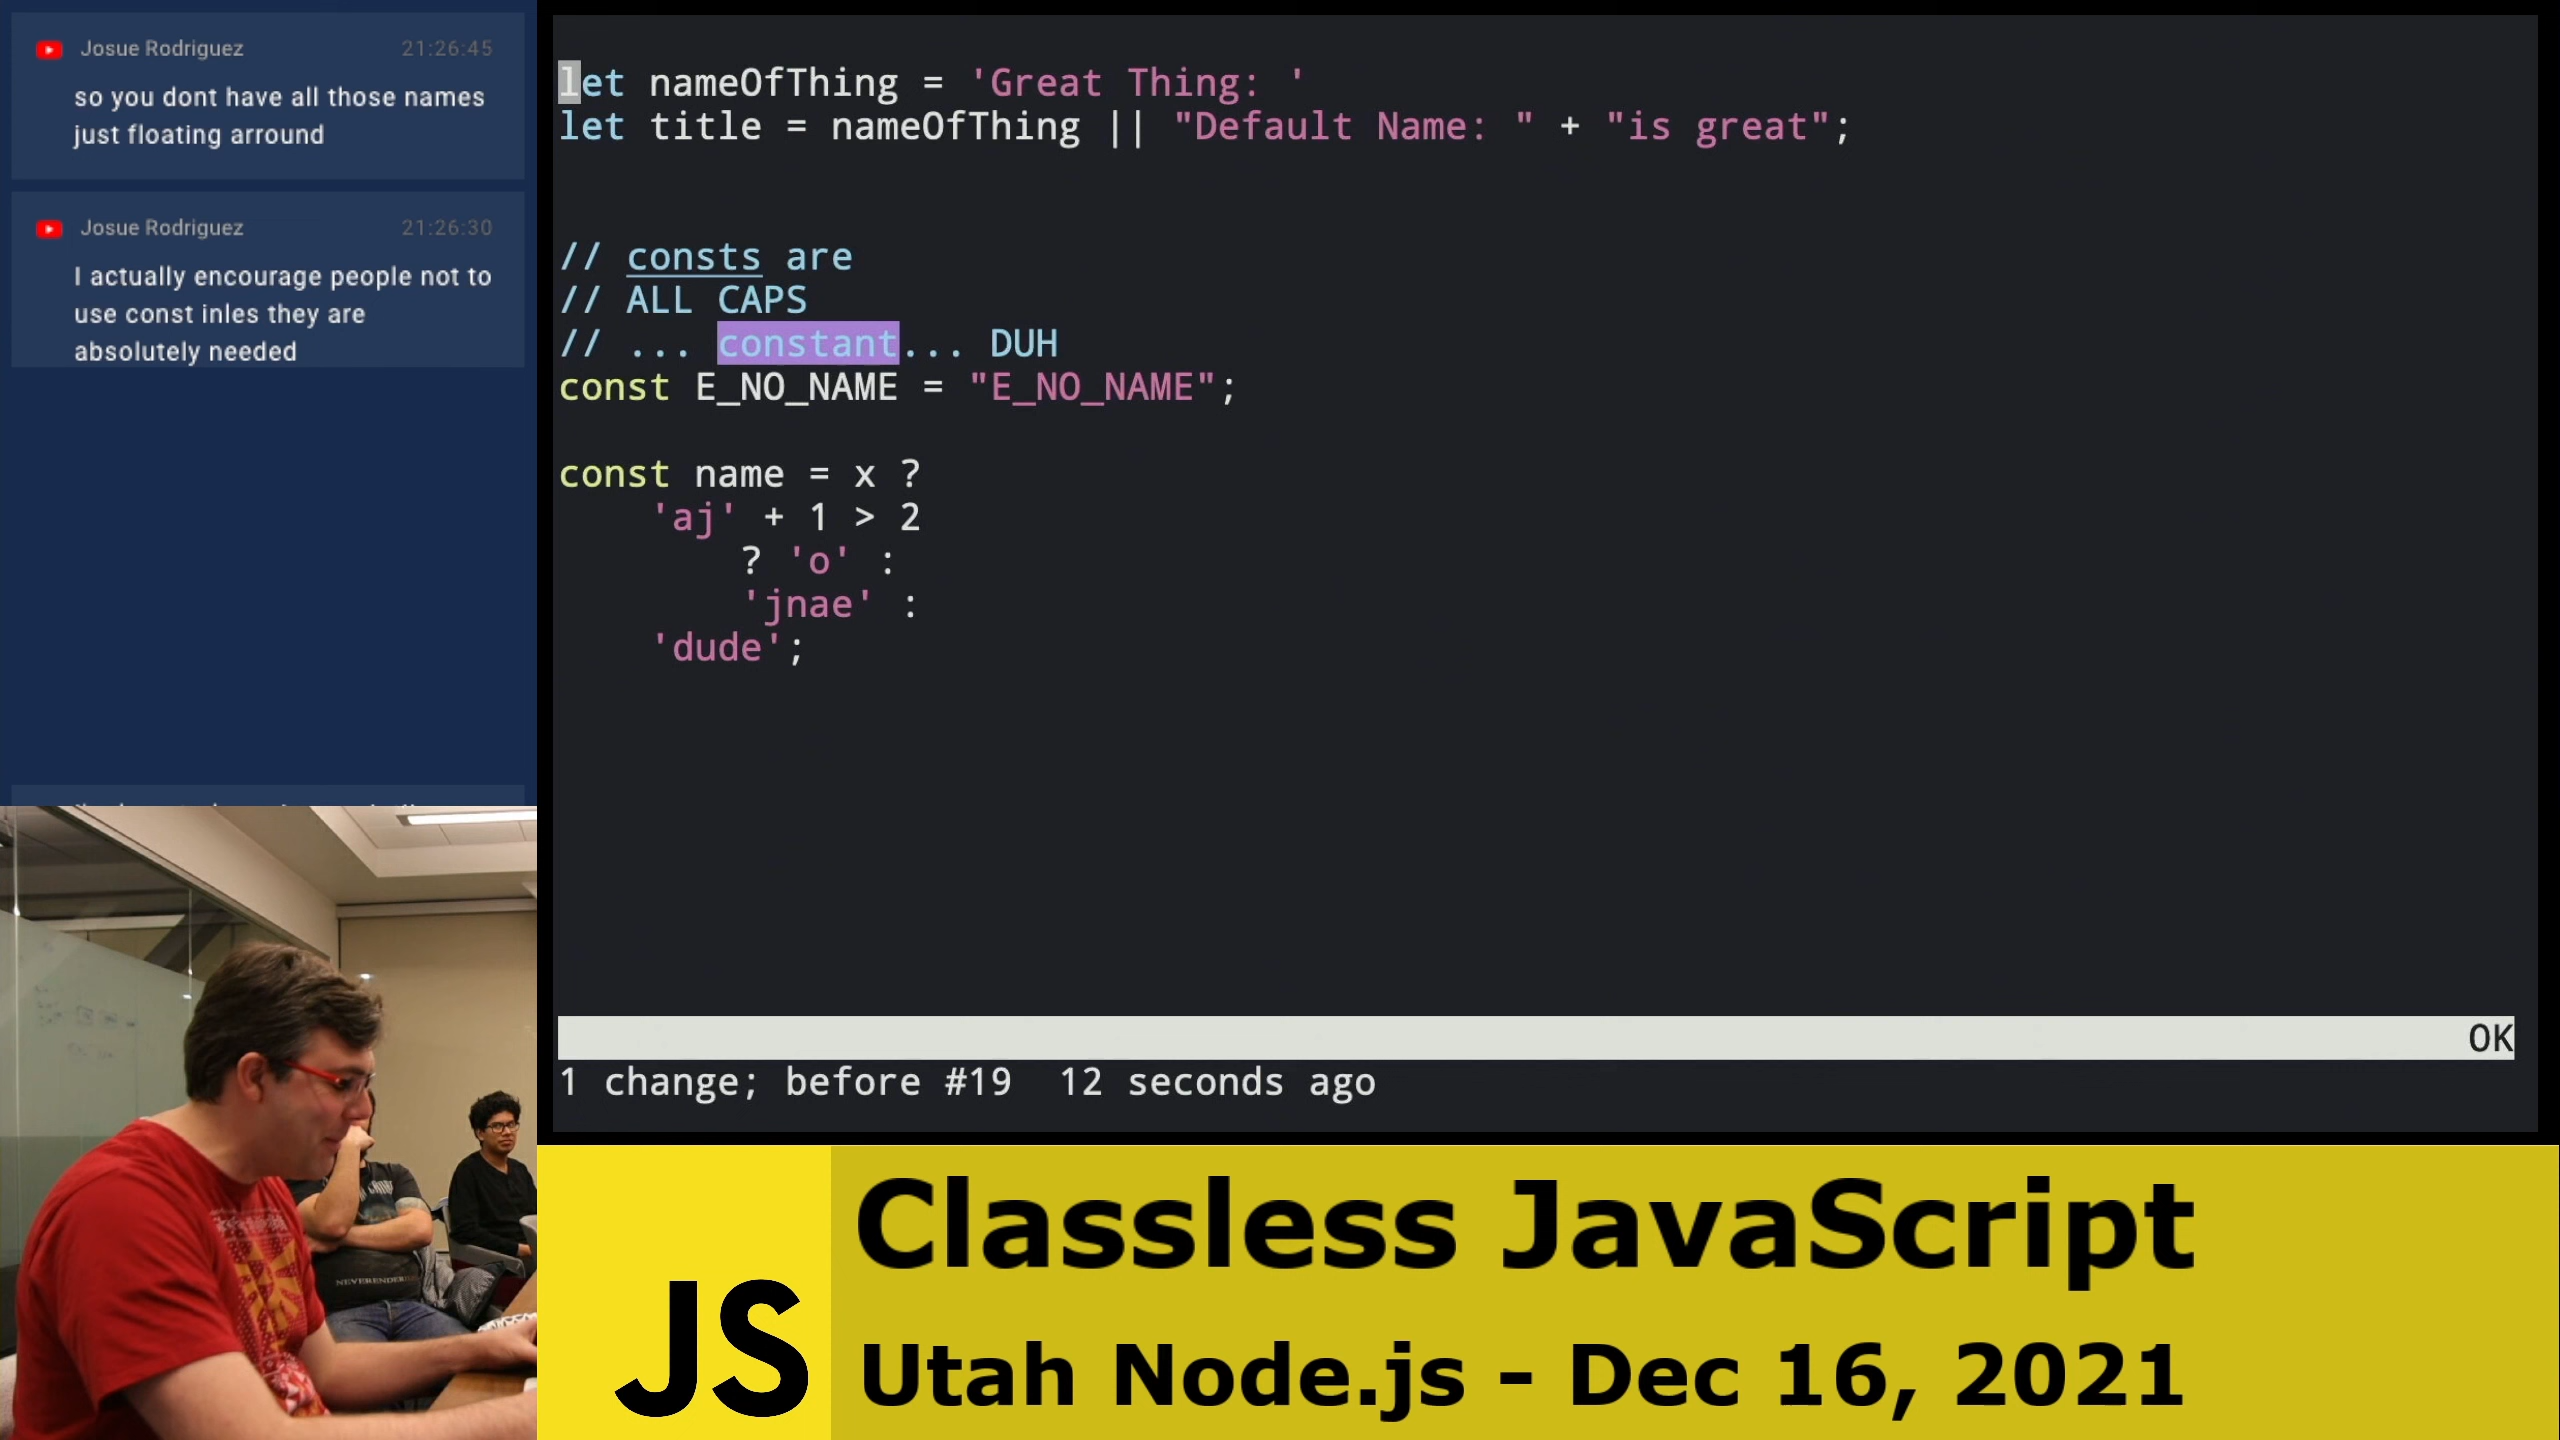 Josue Rodriguez 21:26:45
so you dont have all those names
just floating arround
Josue Rodriguez 21:26:30
I actually encourage people not to
use const inles they are
absolutely needed
let nameOfThing = 'Great Thing: '
let title = nameOfThing || "Default Name: " + "is great";
// consts are
// ALL CAPS
// ... constant... DUH
const E_NO_NAME = "E_NO_NAME";
const name = x ?
'aj' + 1 > 2
? 'o' :
'jnae' :
'dude';
OK
1 change; before #19 12 seconds ago
JS
Classless JavaScript
Utah Node.js - Dec 16, 2021